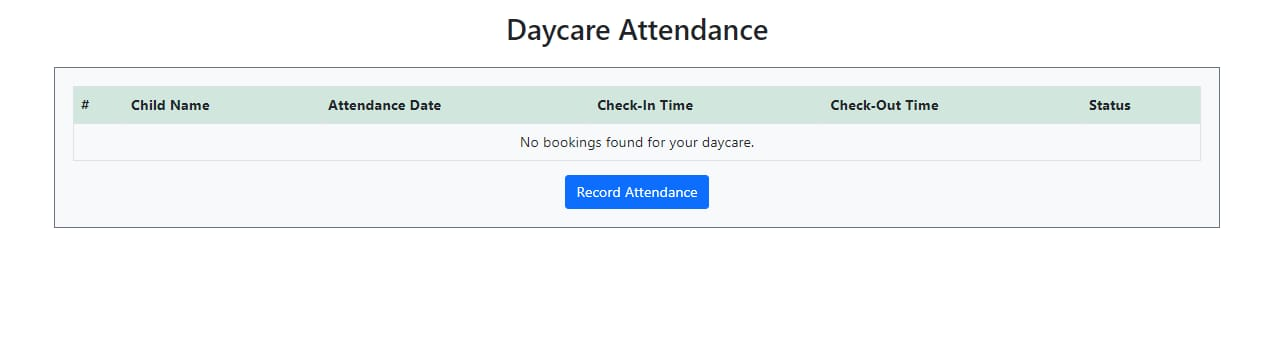 Daycare Attendance
# Child Name Attendance Date Check-In Time Check-Out Time Status
No bookings found for your daycare.
Record Attendance